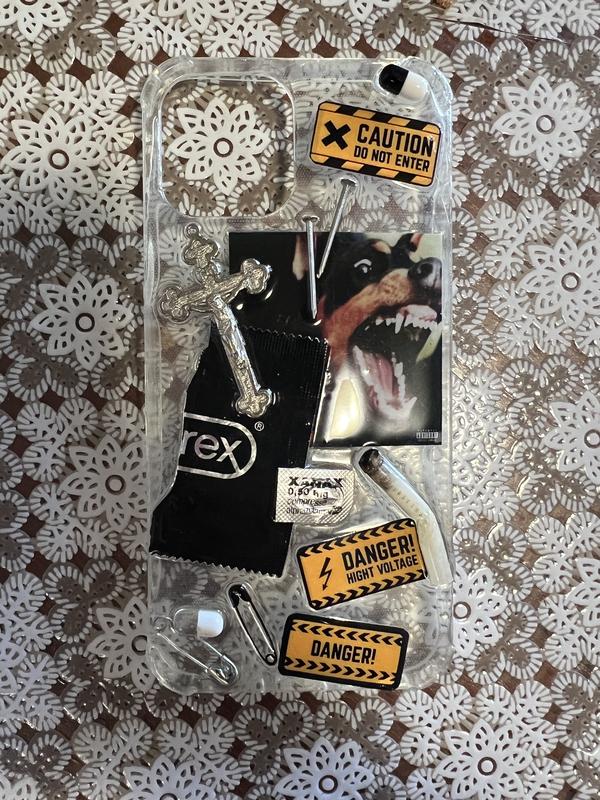 CAUTION
DO NOT ENTER
rex®
XANAX
0,50 mg
DANGER!
HIGHT VOLTAGE
DANGER!